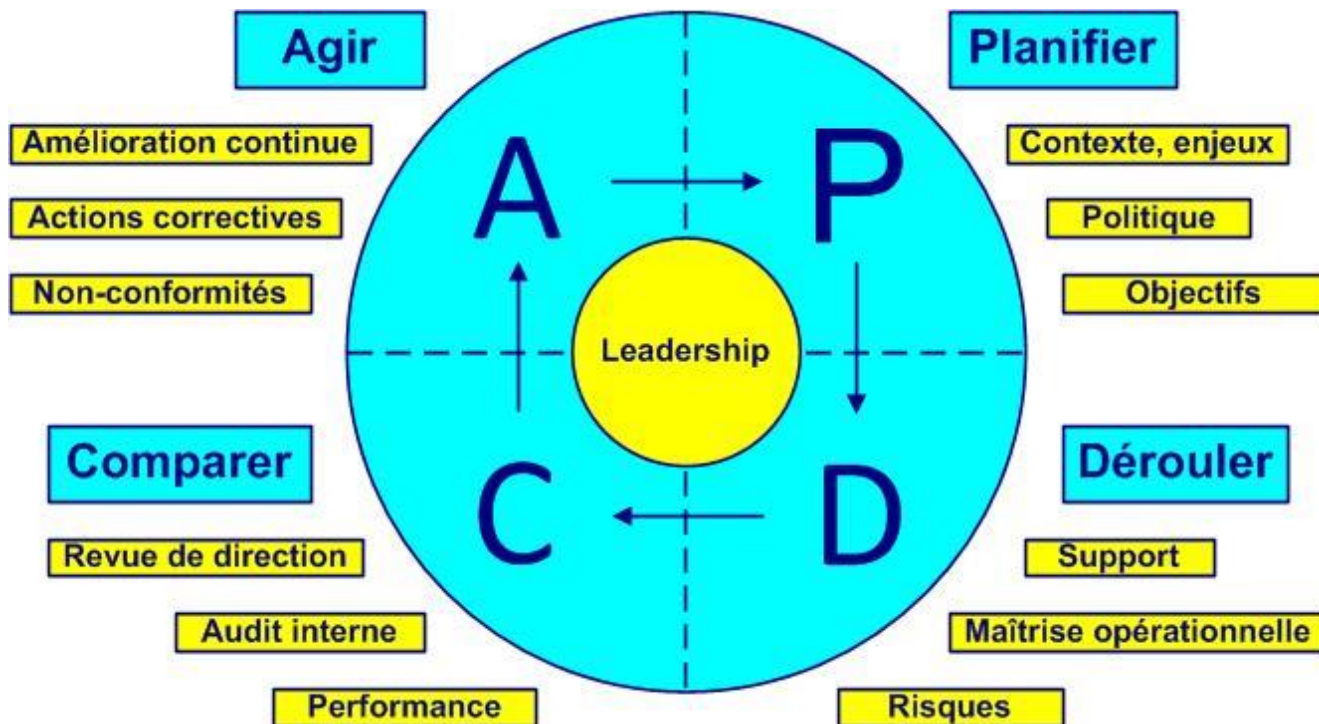 Agir
Planifier
Amélioration continue
Contexte, enjeux
Actions correctives
Politique
Non-conformités
Objectifs
A
P
Leadership
C
D
Comparer
Dérouler
Revue de direction
Support
Audit interne
Maîtrise opérationnelle
Performance
Risques